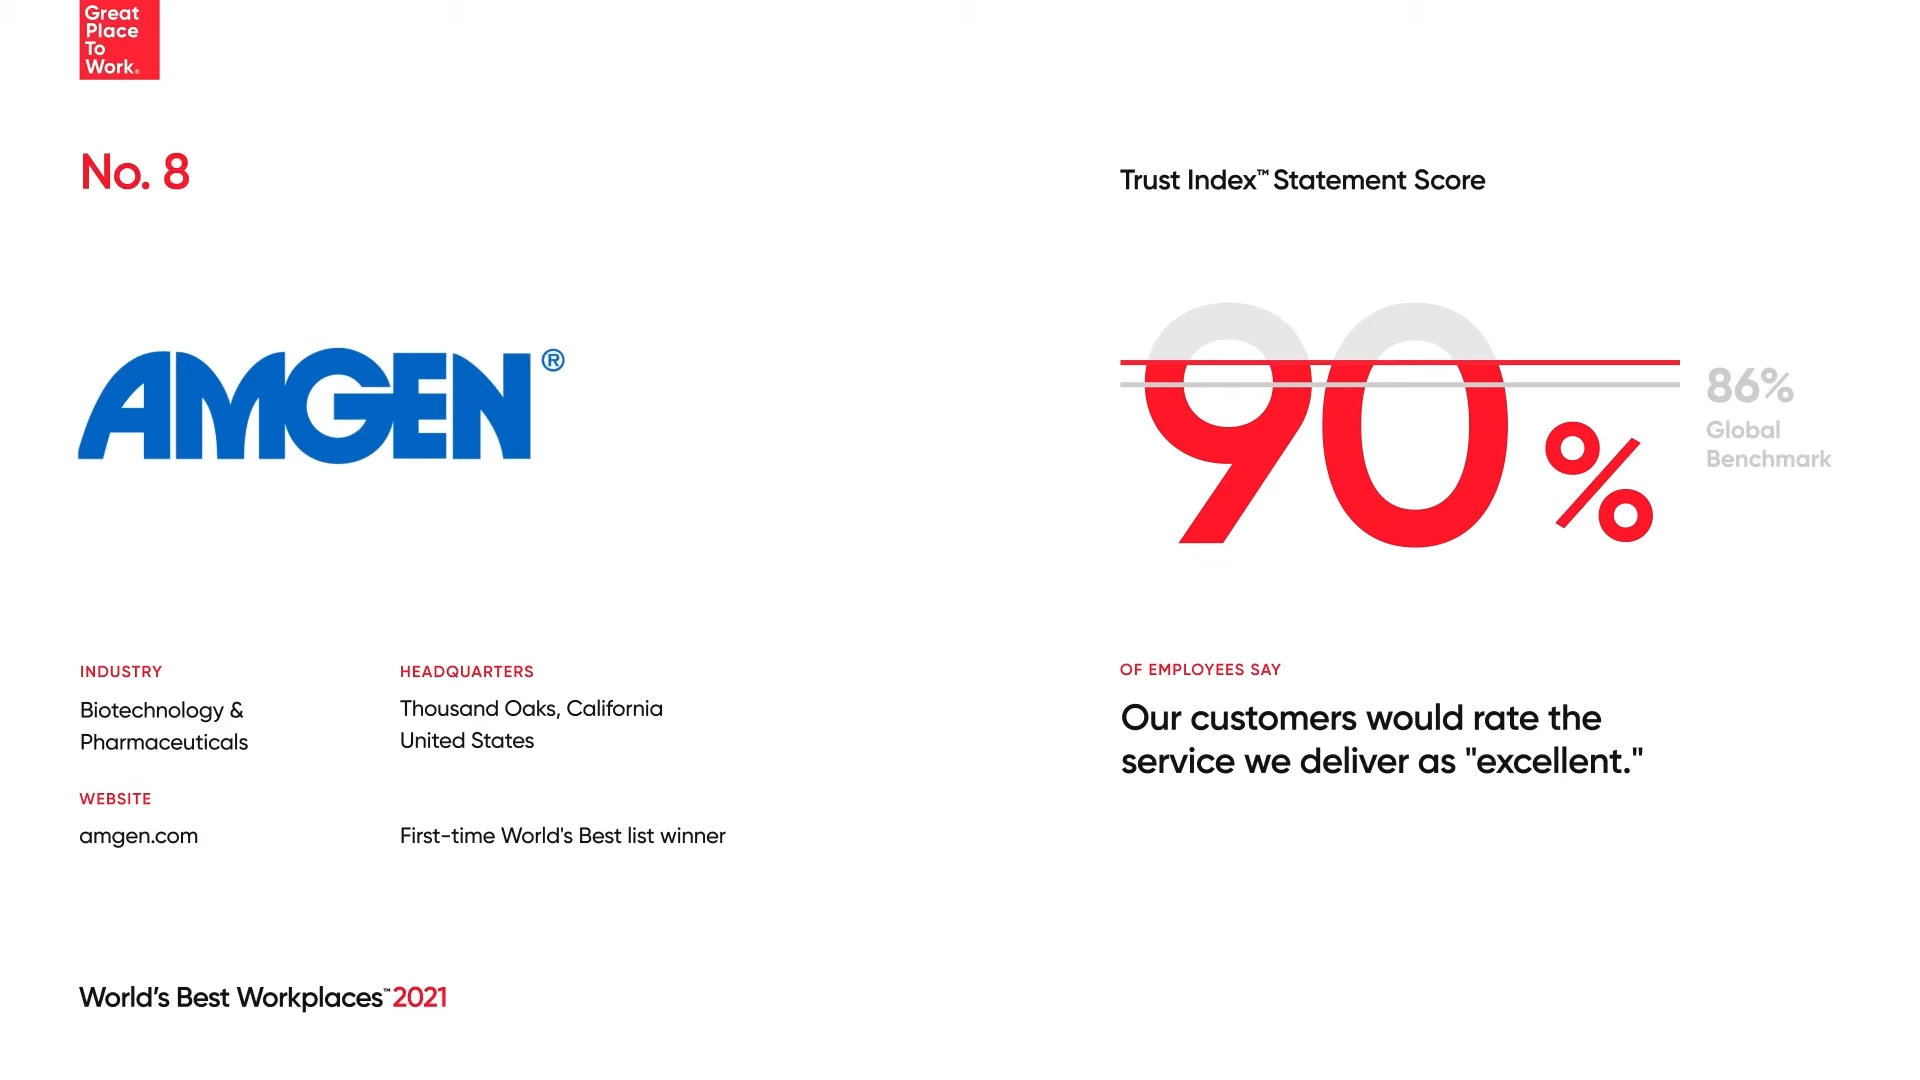 Great
Place
To
Work®
No. 8
AMGEN®
INDUSTRY
Biotechnology &
Pharmaceuticals
HEADQUARTERS
Thousand Oaks, California
United States
WEBSITE
amgen.com
First-time World's Best list winner
World’s Best Workplaces™ 2021
Trust Index™ Statement Score
90%
86%
Global
Benchmark
OF EMPLOYEES SAY
Our customers would rate the
service we deliver as "excellent."